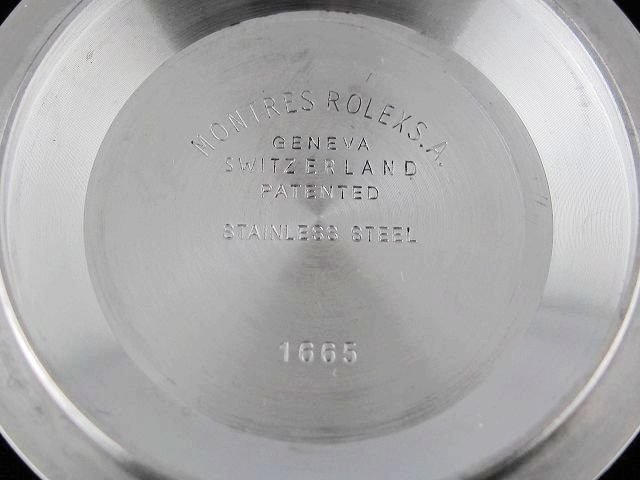 MONTRES ROLEX S.A.
GENEVA
SWITZERLAND
PATENTED
STAINLESS STEEL
1665